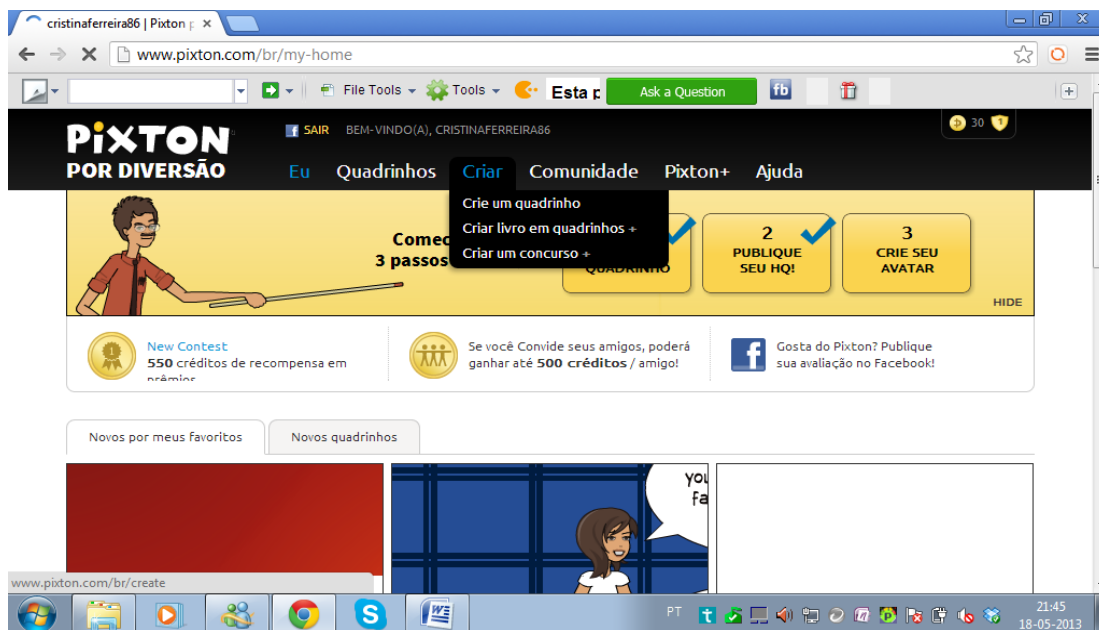 cristinaferreira86 | Pixton p
www.pixton.com/br/my-home
File Tools
Tools
Esta p
Ask a Question
fb
PiXTON
POR DIVERSÃO
SAIR BEM-VINDO(A), CRISTINAFERREIRA86
30
1
Eu Quadrinhos Criar Comunidade Pixton+ Ajuda
Crie um quadrinho
Criar livro em quadrinhos +
Criar um concurso +
Comec
3 passos
QUADRINHO
2
PUBLIQUE
SEU HQ!
3
CRIE SEU
AVATAR
HIDE
1
New Contest
550 créditos de recompensa em
prêmios
Se você Convide seus amigos, poderá
ganhar até 500 créditos / amigo!
f
Gosta do Pixton? Publique
sua avaliação no Facebook!
Novos por meus favoritos
Novos quadrinhos
you
fa
www.pixton.com/br/create
PT
21:45
18-05-2013